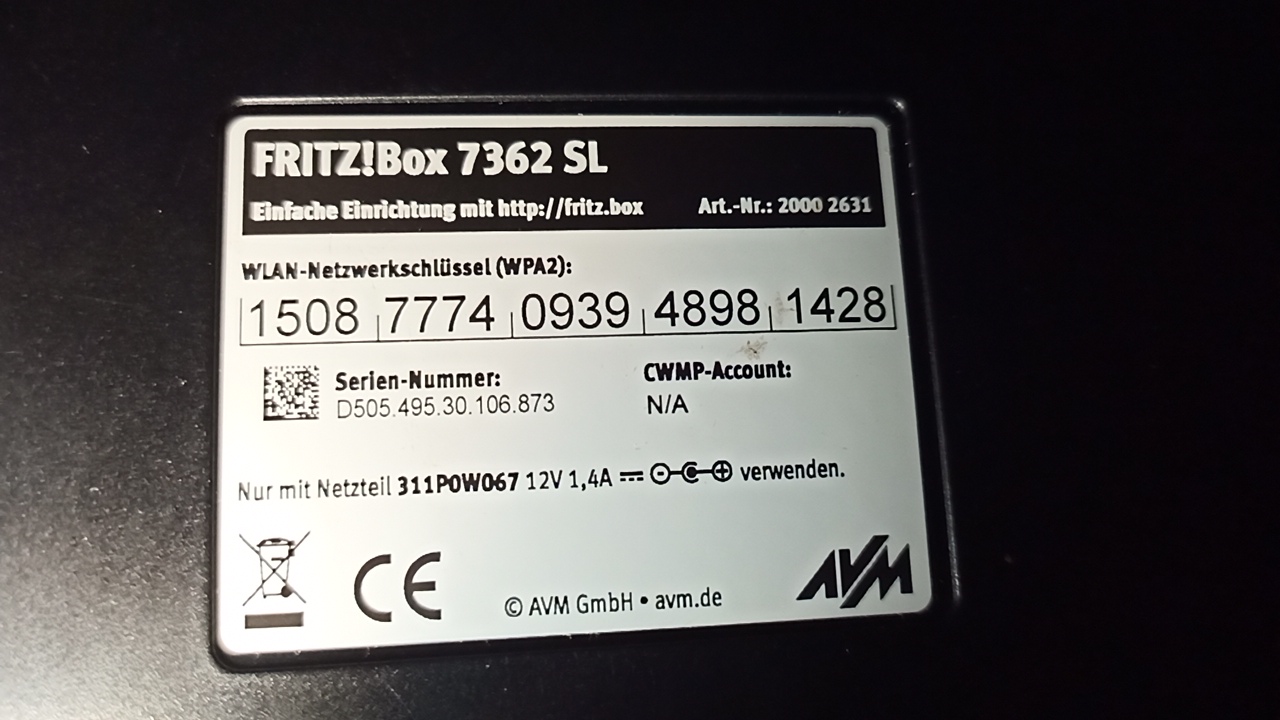 FRITZ!Box 7362 SL
Einfache Einrichtung mit http://fritz.box Art.-Nr.: 2000 2631
WLAN-Netzwerkschlüssel (WPA2):
1508 7774 0939 4898 1428
Serien-Nummer: CWMP-Account:
D505.495.30.106.873 N/A
Nur mit Netzteil 311P0W067 12V 1,4A verwenden.
CE
© AVM GmbH • avm.de
AVM